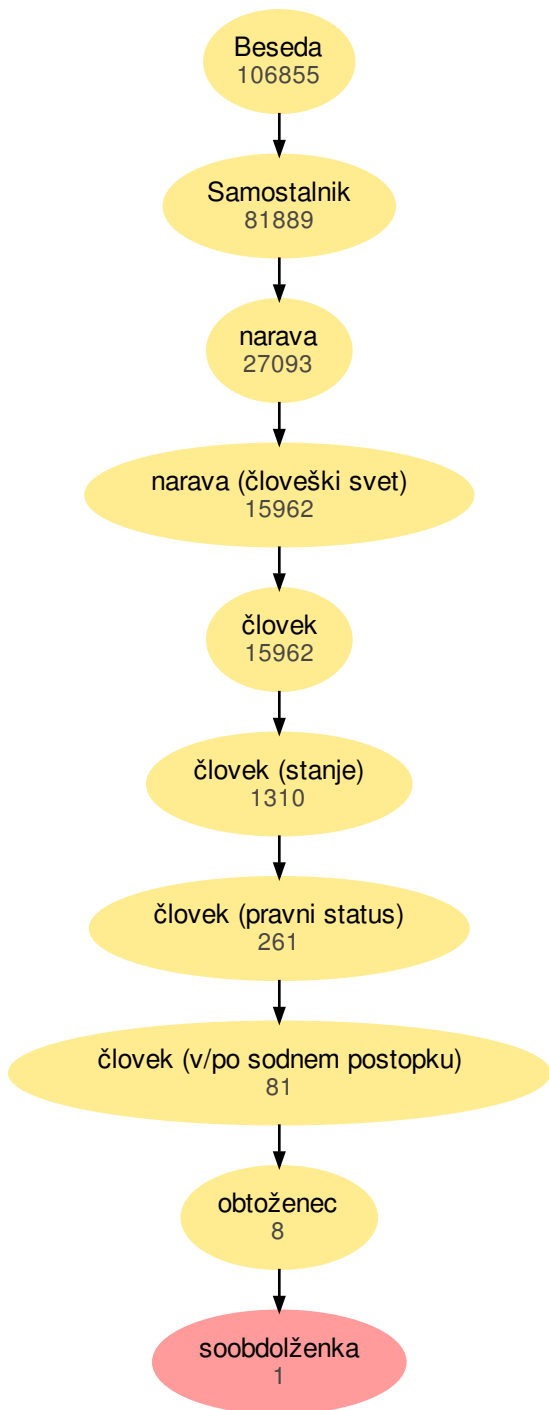 Beseda
106855
Samostalnik
81889
narava
27093
narava (človeški svet)
15962
človek
15962
človek (stanje)
1310
človek (pravni status)
261
človek (v/po sodnem postopku)
81
obtoženec
8
soobdolženka
1